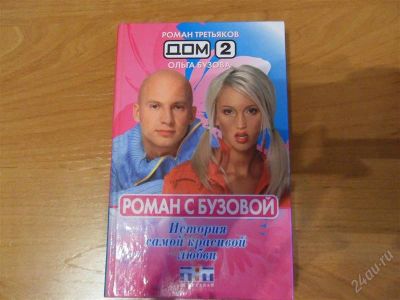 РОМАН ТРЕТЬЯКОВ
ДОМ 2
ОЛЬГА БУЗОВА
РОМАН С БУЗОВОЙ
История
самой красивой
любви
24au.ru